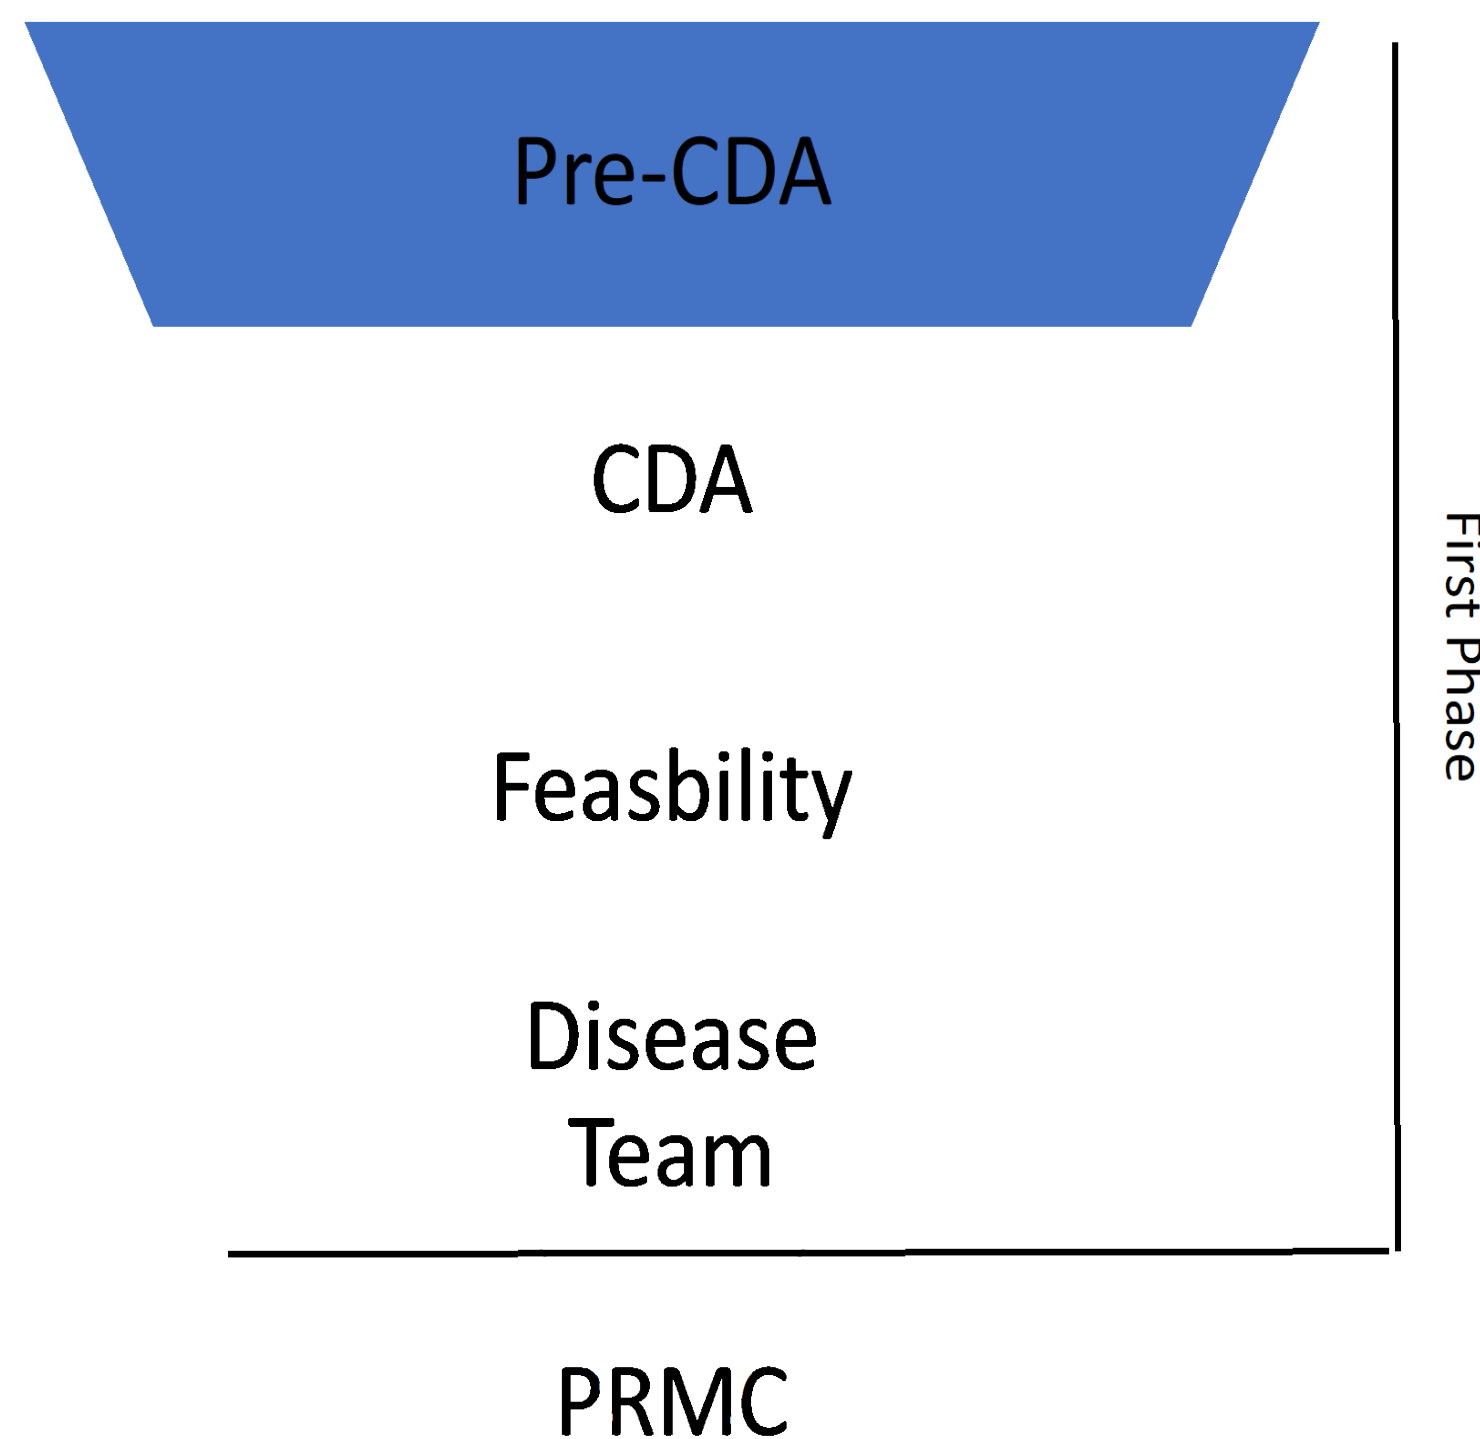 Pre-CDA
CDA
Feasbility
Disease
Team
PRMC
First Phase